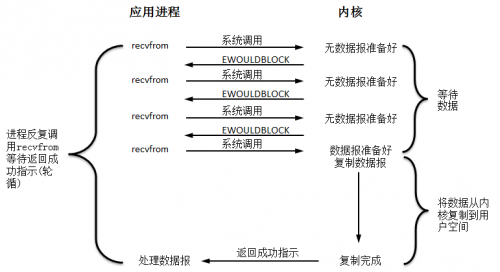 应用进程 内核
recvfrom 系统调用 无数据报准备好
EWOULDBLOCK
recvfrom 系统调用 无数据报准备好
EWOULDBLOCK
recvfrom 系统调用 无数据报准备好
EWOULDBLOCK
recvfrom 系统调用 数据报准备好
复制数据报
等待
数据
进程反复调
用recvfrom
等待返回成
功指示(轮
循)
将数据从内
核复制到用
户空间
处理数据报 返回成功指示 复制完成